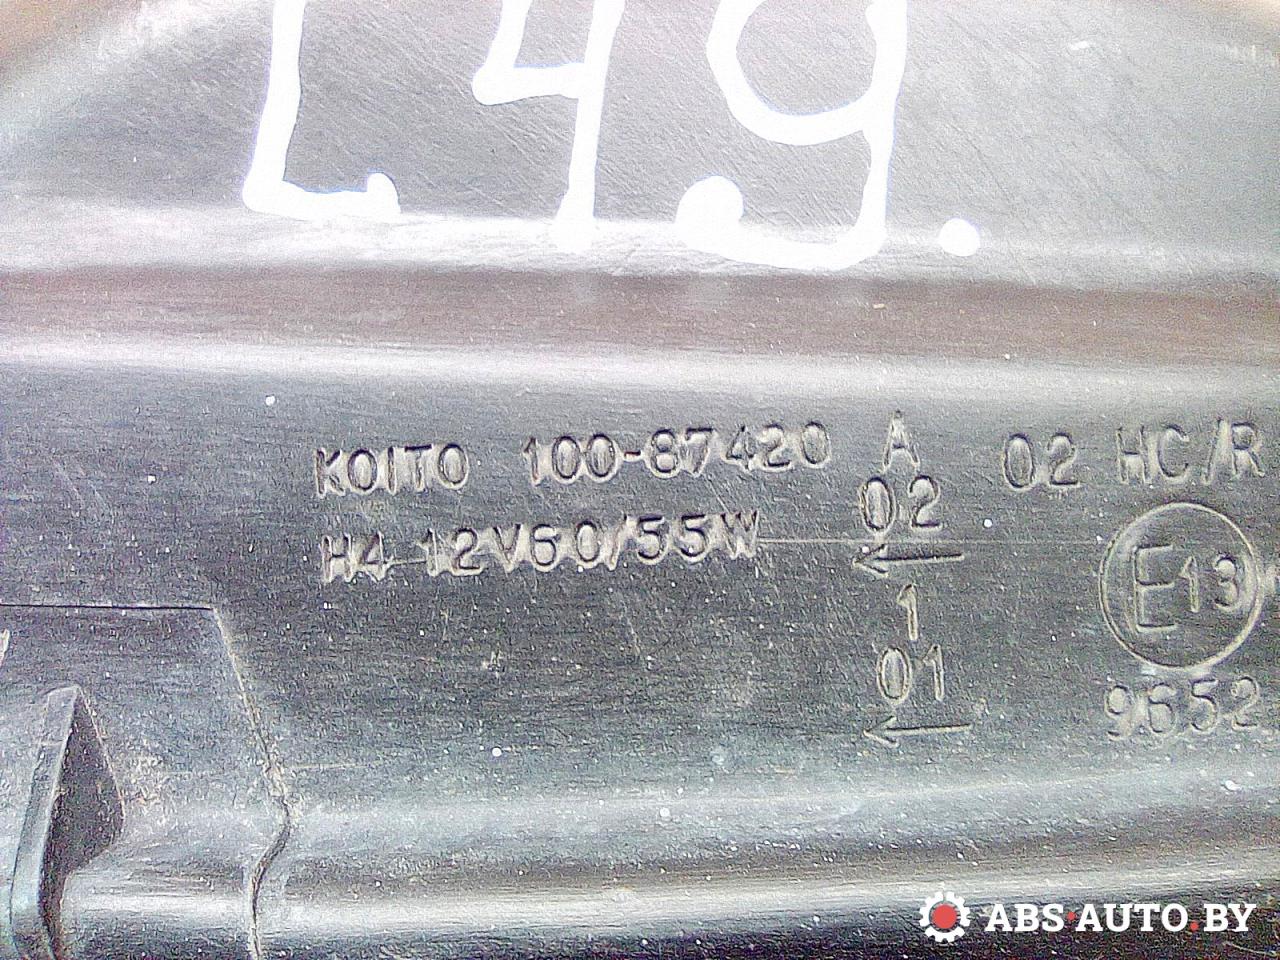 L49.
KOITO 100-87420 A 02 HC/R
H4 12V60/55W 02
←
1
E13
01
←
9652
ABS·AUTO.BY